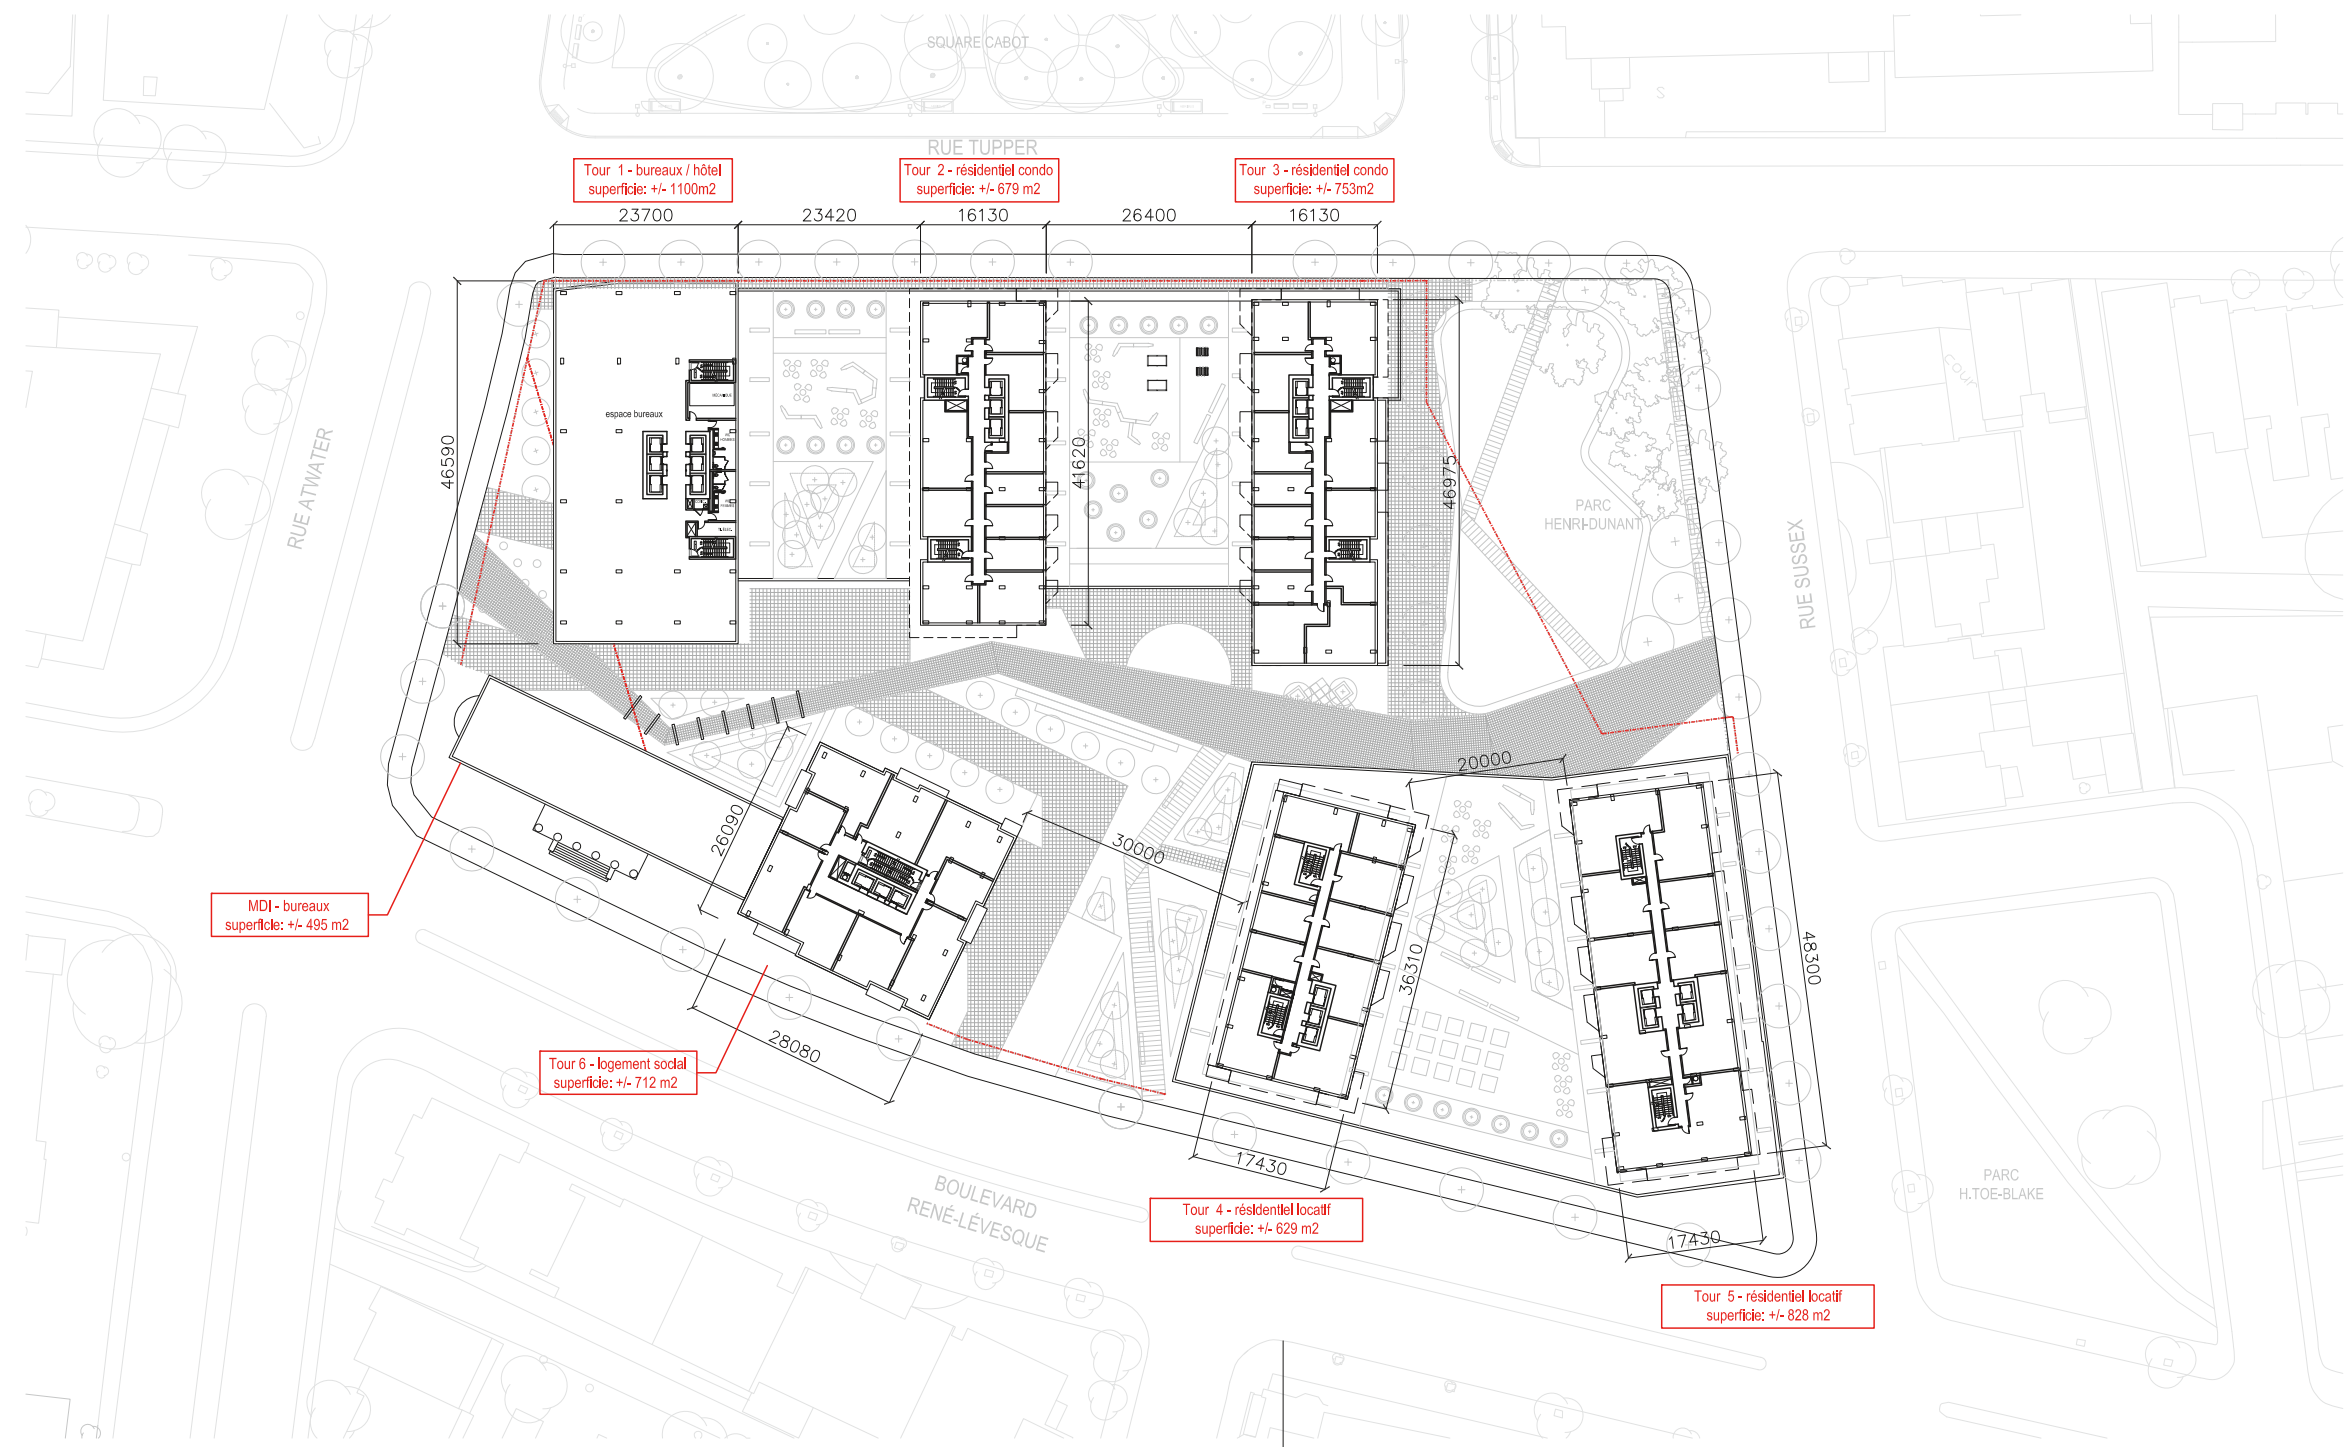 SQUARE CABOT
RUE TUPPER
Tour 1 - bureaux / hôtel
superficie: +/- 1100m2
Tour 2 - résidentiel condo
superficie: +/- 679 m2
Tour 3 - résidentiel condo
superficie: +/- 753m2
23700
23420
16130
26400
16130
46590
espace bureaux
MÉCANIQUE
HOMMES
41620
46975
RUE ATWATER
PARC
HENRI-DUNANT
RUE SUSSEX
cour
S
26090
30000
20000
36310
48300
MDI - bureaux
superficie: +/- 495 m2
28080
Tour 6 - logement social
superficie: +/- 712 m2
17430
Tour 4 - résidentiel locatif
superficie: +/- 629 m2
17430
Tour 5 - résidentiel locatif
superficie: +/- 828 m2
BOULEVARD
RENÉ-LÉVESQUE
PARC
H.TOE-BLAKE